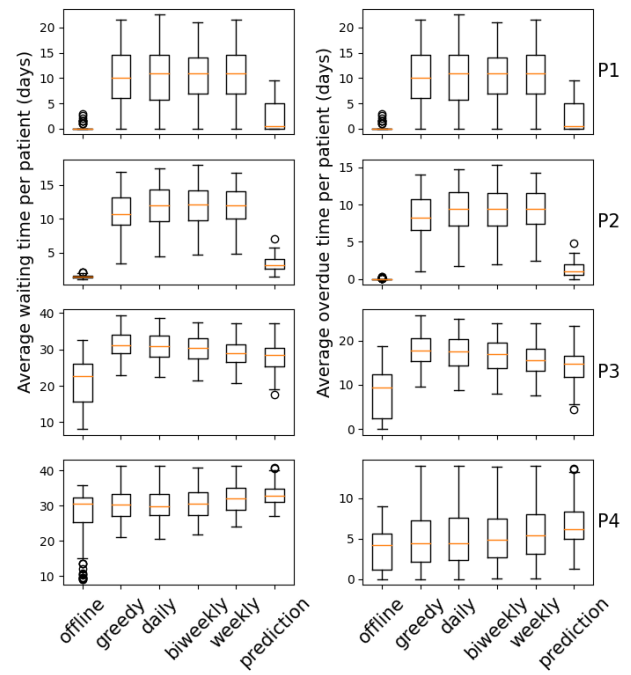 Average waiting time per patient (days)
Average overdue time per patient (days)
20
15
10
5
0
20
15
10
5
0
P1
15
10
5
15
10
5
0
P2
40
30
20
10
20
10
0
P3
40
30
20
10
10
5
0
P4
offline
greedy
daily
biweekly
weekly
prediction
offline
greedy
daily
biweekly
weekly
prediction